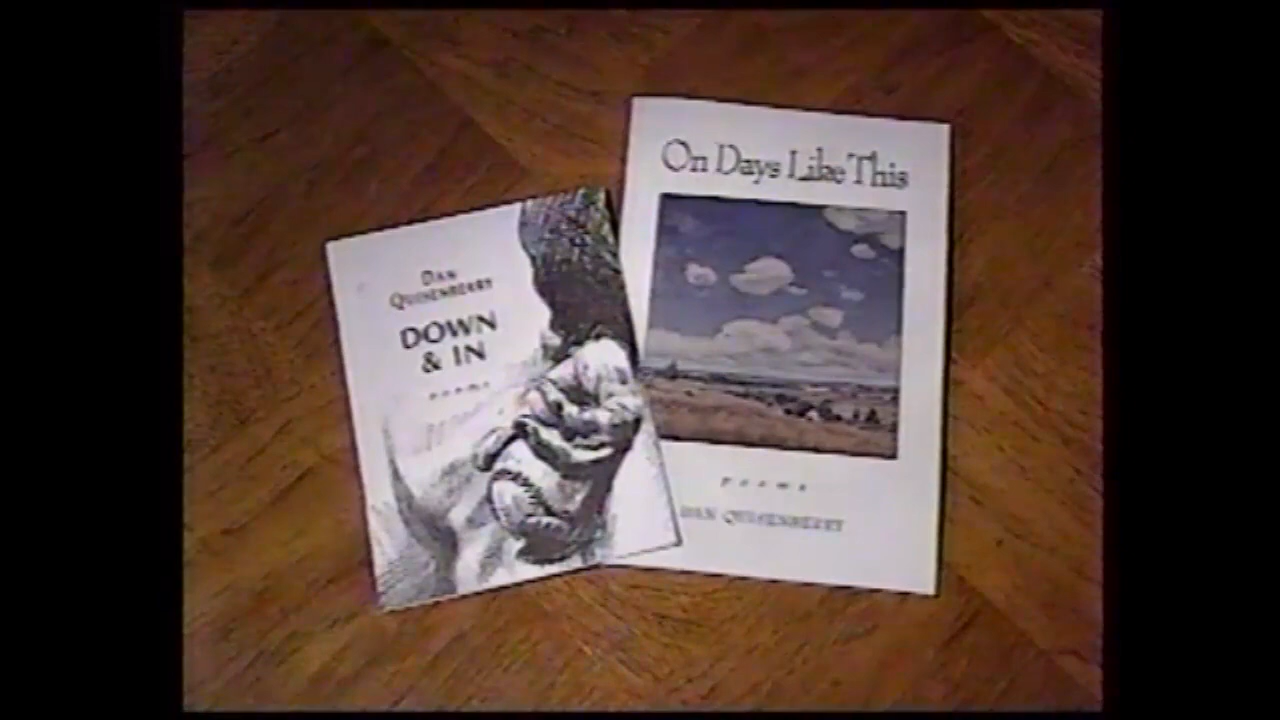 DAN
QUISENBERRY
DOWN
& IN
poems
On Days Like This
poems
DAN QUISENBERRY